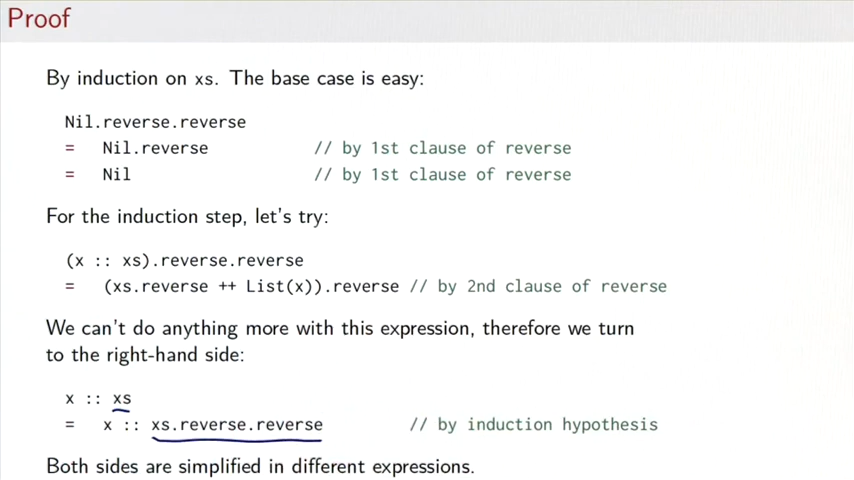 Proof
By induction on xs. The base case is easy:
Nil.reverse.reverse
= Nil.reverse // by 1st clause of reverse
= Nil // by 1st clause of reverse
For the induction step, let's try:
(x :: xs).reverse.reverse
= (xs.reverse ++ List(x)).reverse // by 2nd clause of reverse
We can't do anything more with this expression, therefore we turn
to the right-hand side:
x :: xs
= x :: xs.reverse.reverse // by induction hypothesis
Both sides are simplified in different expressions.